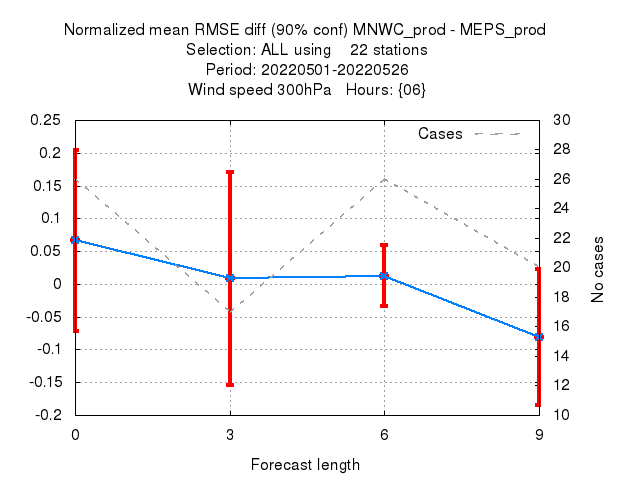 Normalized mean RMSE diff (90% conf) MNWC_prod - MEPS_prod
Selection: ALL using 22 stations
Period: 20220501-20220526
Wind speed 300hPa Hours: {06}
Cases
0.25
0.2
0.15
0.1
0.05
0
-0.05
-0.1
-0.15
-0.2
30
28
26
24
22
20
18
16
14
12
10
No cases
0 3 6 9
Forecast length